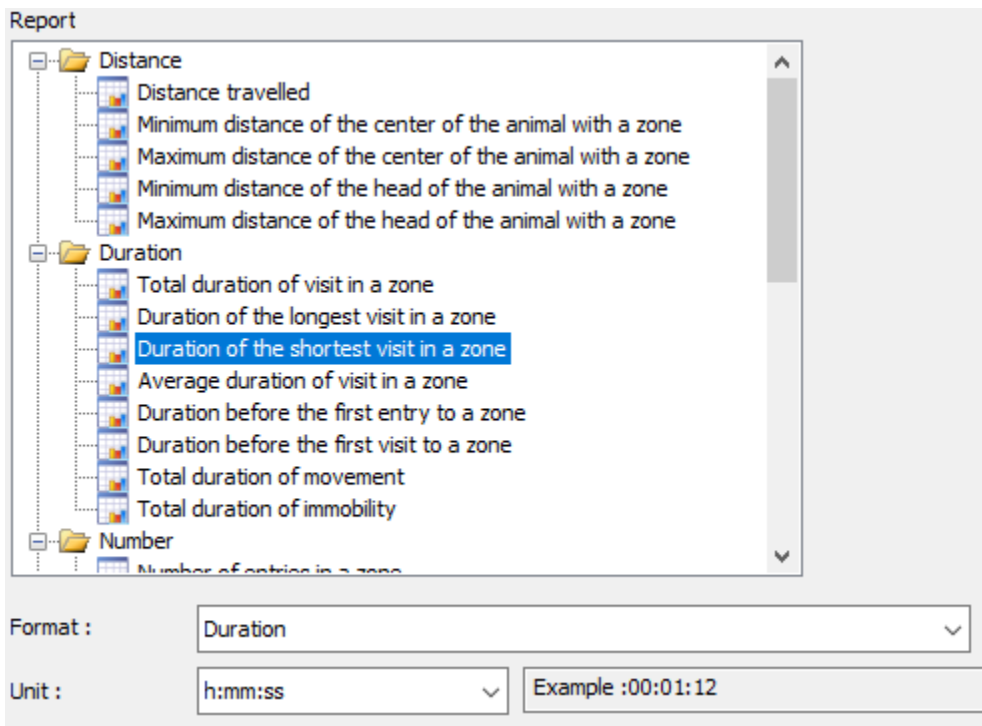 Report
Distance
Distance travelled
Minimum distance of the center of the animal with a zone
Maximum distance of the center of the animal with a zone
Minimum distance of the head of the animal with a zone
Maximum distance of the head of the animal with a zone
Duration
Total duration of visit in a zone
Duration of the longest visit in a zone
Duration of the shortest visit in a zone
Average duration of visit in a zone
Duration before the first entry to a zone
Duration before the first visit to a zone
Total duration of movement
Total duration of immobility
Number
Number of entries in a zone
Format : Duration
Unit : h:mm:ss Example :00:01:12